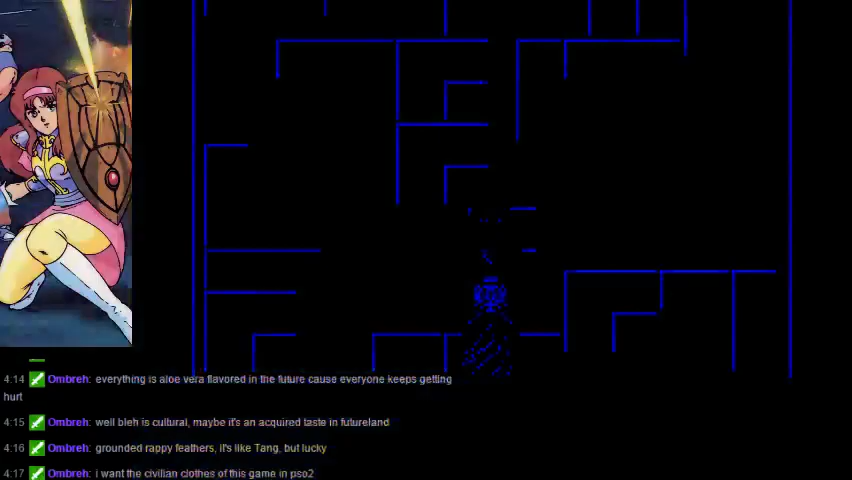 4:14 Ombreh: everything is aloe vera flavored in the future cause everyone keeps getting
hurt
4:15 Ombreh: well bleh is cultural, maybe it's an acquired taste in futureland
4:16 Ombreh: grounded rappy feathers, it's like Tang, but lucky
4:17 Ombreh: i want the civilian clothes of this game in pso2